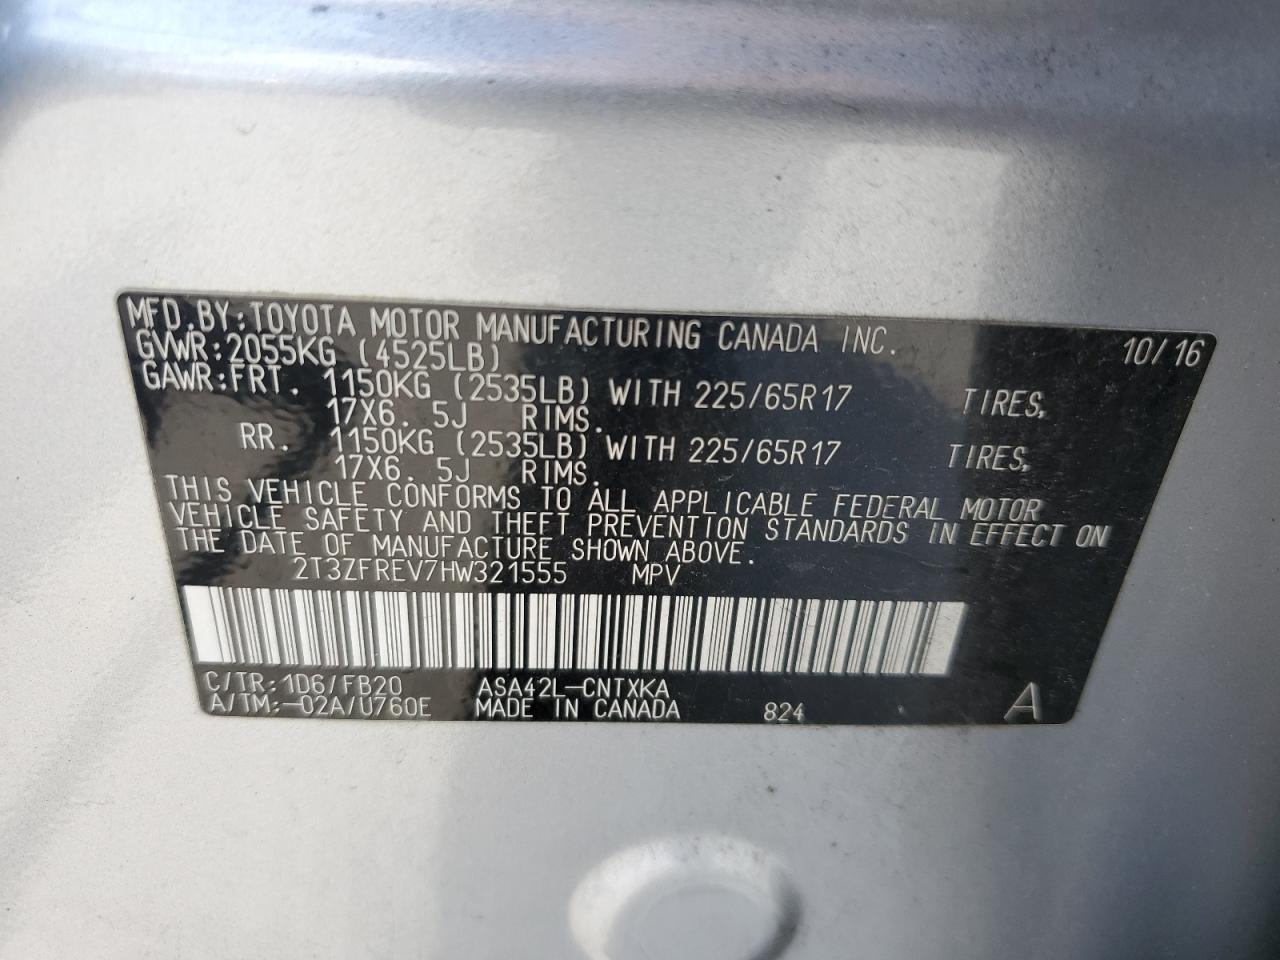 MFD.BY:TOYOTA MOTOR MANUFACTURING CANADA INC. 10/16
GVWR:2055KG (4525LB)
GAWR:FRT. 1150KG (2535LB) WITH 225/65R17 TIRES,
17X6.5J RIMS.
RR. 1150KG (2535LB) WITH 225/65R17 TIRES,
17X6.5J RIMS.
THIS VEHICLE CONFORMS TO ALL APPLICABLE FEDERAL MOTOR
VEHICLE SAFETY AND THEFT PREVENTION STANDARDS IN EFFECT ON
THE DATE OF MANUFACTURE SHOWN ABOVE.
2T3ZFREV7HW321555 MPV
C/TR:1D6/FB20 ASA42L-CNTXKA
A/TM:-02A/U760E MADE IN CANADA 824 A